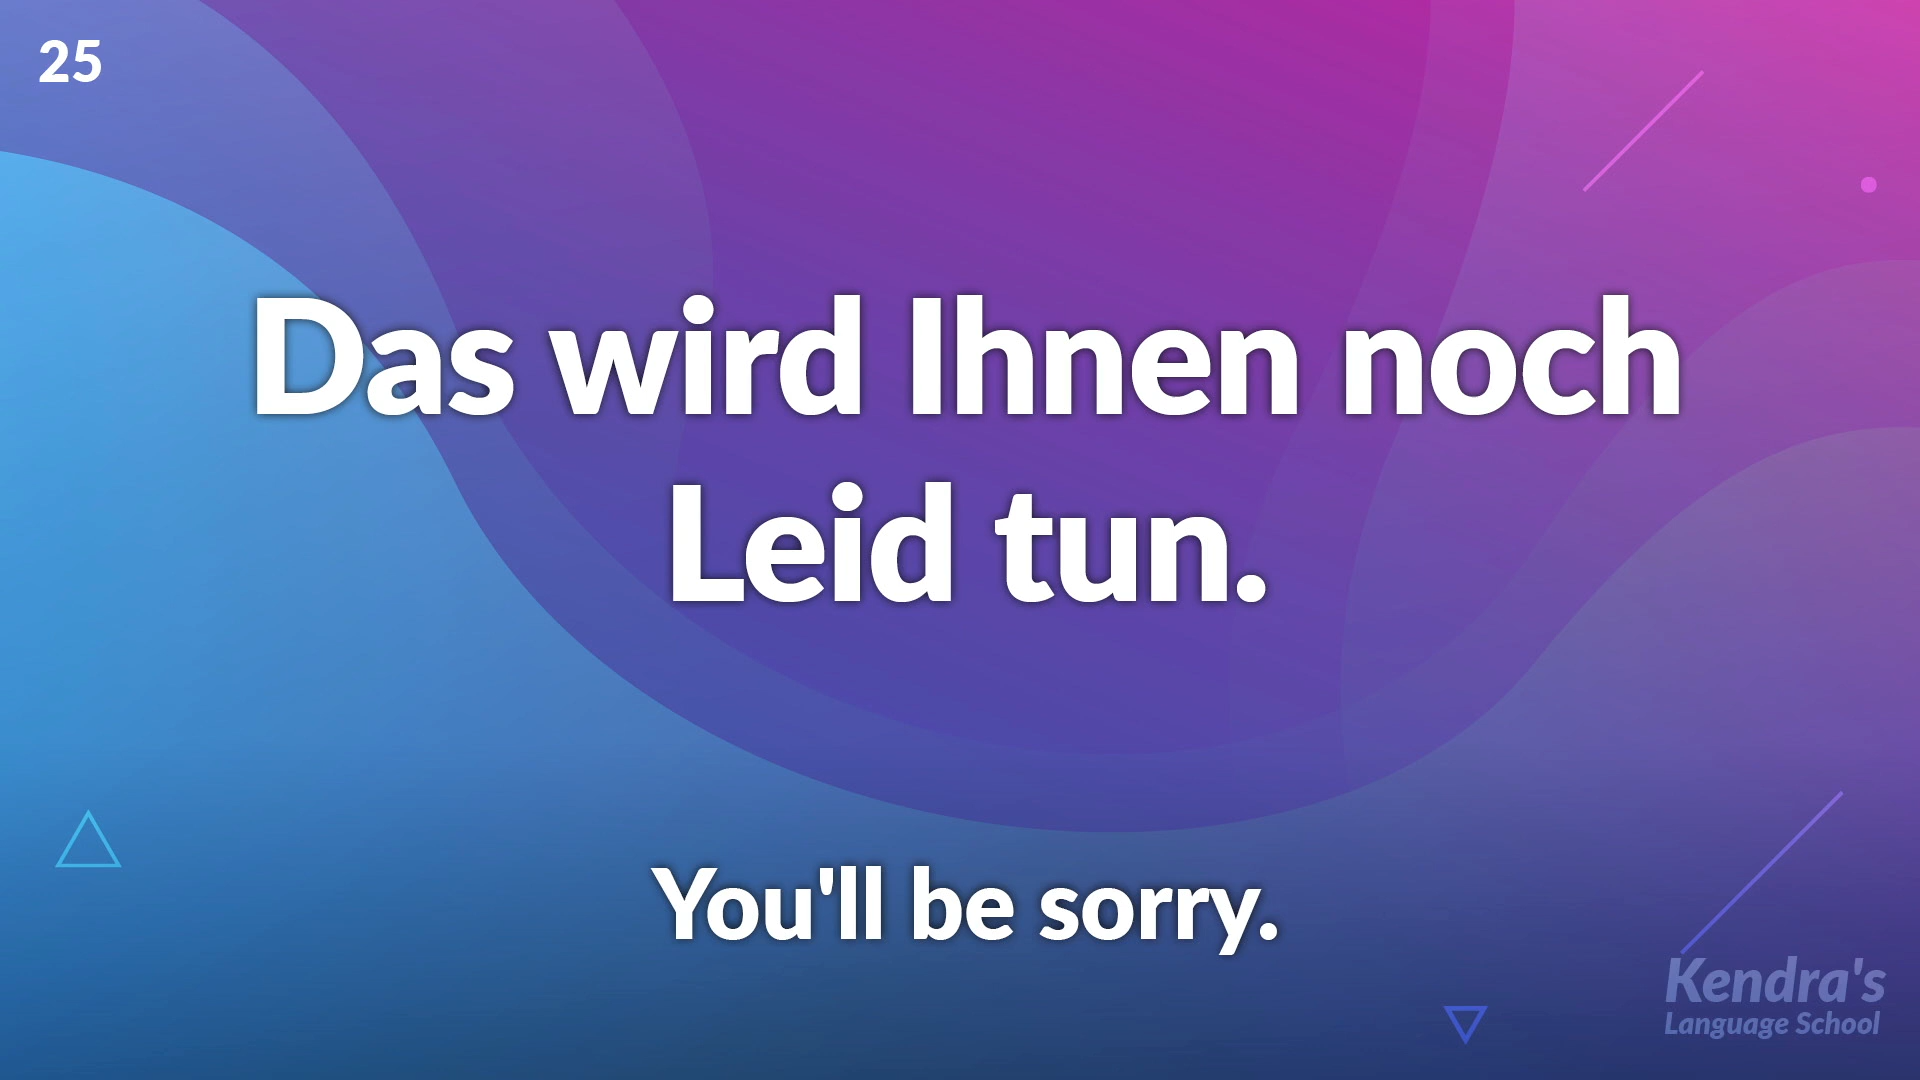 25
Das wird Ihnen noch
Leid tun.
You'll be sorry.
Kendra's
Language School